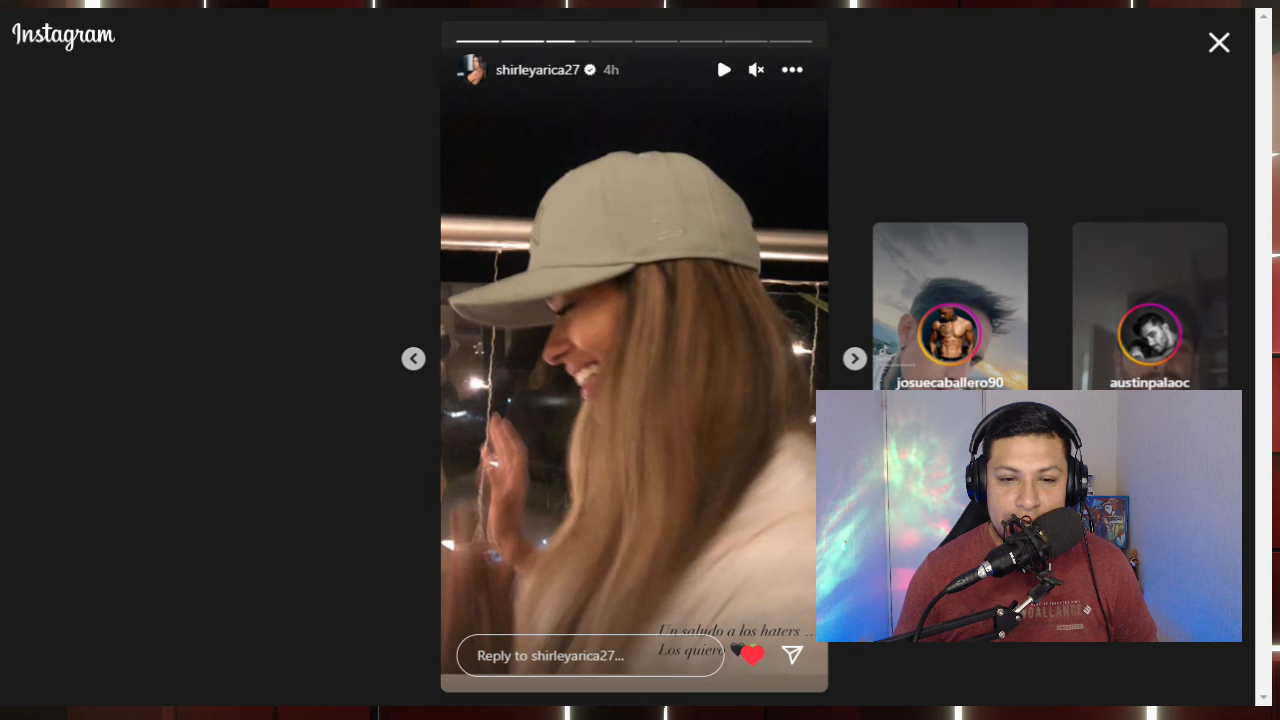 Instagram
shirleyarica27 4h
josuecaballero90
austinpalaoc
Un saludo a los haters ...
Los quiero
Reply to shirleyarica27...